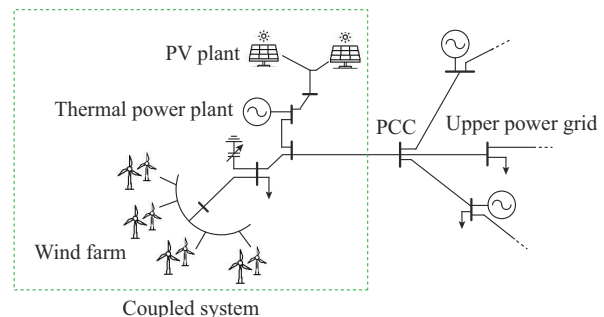 PV plant
Thermal power plant
PCC
Upper power grid
Wind farm
Coupled system